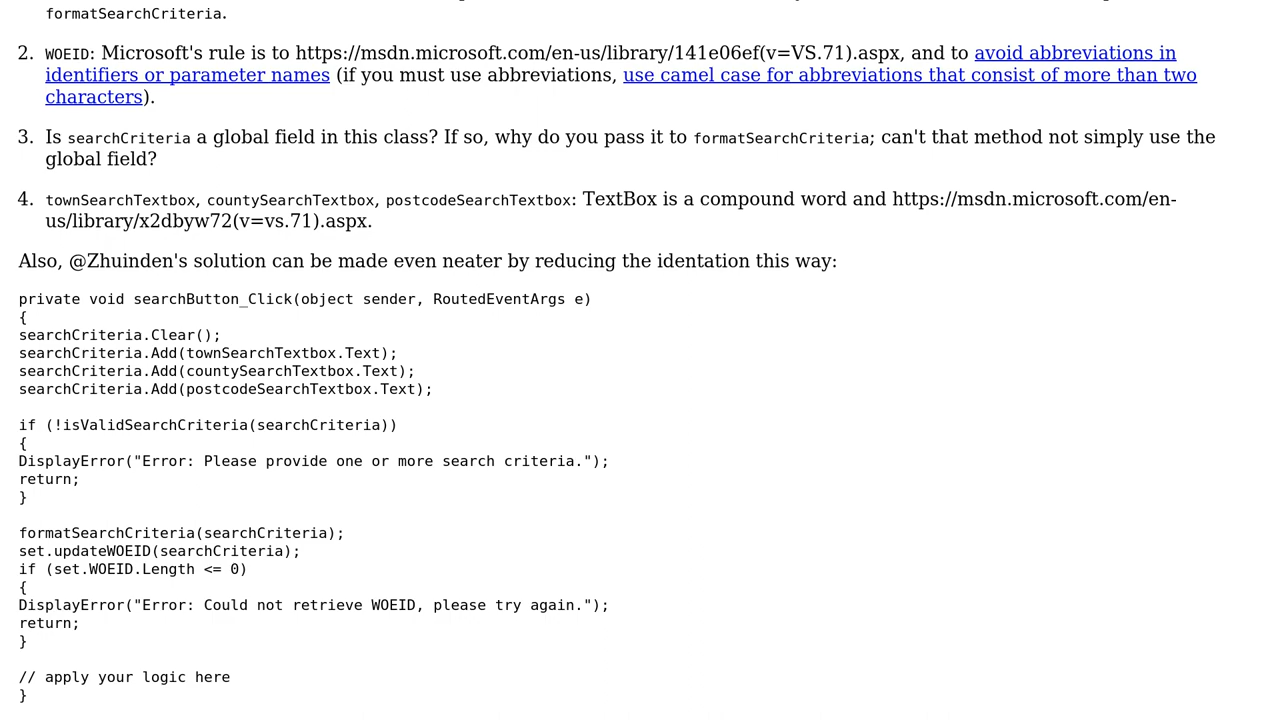 formatSearchCriteria.
2. WOEID: Microsoft's rule is to https://msdn.microsoft.com/en-us/library/141e06ef(v=VS.71).aspx, and to avoid abbreviations in
identifiers or parameter names (if you must use abbreviations, use camel case for abbreviations that consist of more than two
characters).
3. Is searchCriteria a global field in this class? If so, why do you pass it to formatSearchCriteria; can't that method not simply use the
global field?
4. townSearchTextbox, countySearchTextbox, postcodeSearchTextbox: TextBox is a compound word and https://msdn.microsoft.com/en-
us/library/x2dbyw72(v=vs.71).aspx.
Also, @Zhuinden's solution can be made even neater by reducing the identation this way:
private void searchButton_Click(object sender, RoutedEventArgs e)
{
searchCriteria.Clear();
searchCriteria.Add(townSearchTextbox.Text);
searchCriteria.Add(countySearchTextbox.Text);
searchCriteria.Add(postcodeSearchTextbox.Text);
if (!isValidSearchCriteria(searchCriteria))
{
DisplayError("Error: Please provide one or more search criteria.");
return;
}
formatSearchCriteria(searchCriteria);
set.updateWOEID(searchCriteria);
if (set.WOEID.Length <= 0)
{
DisplayError("Error: Could not retrieve WOEID, please try again.");
return;
}
// apply your logic here
}